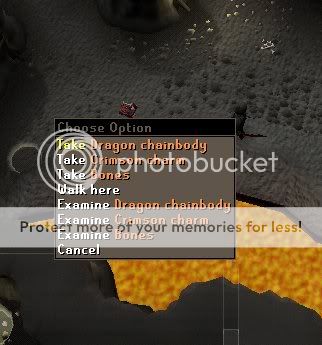 Choose Option
Take Dragon chainbody
Take Crimson charm
Take Bones
Walk here
Examine Dragon chainbody
Examine Crimson charm
Examine Bones
Cancel
photobucket
Protect more of your memories for less!